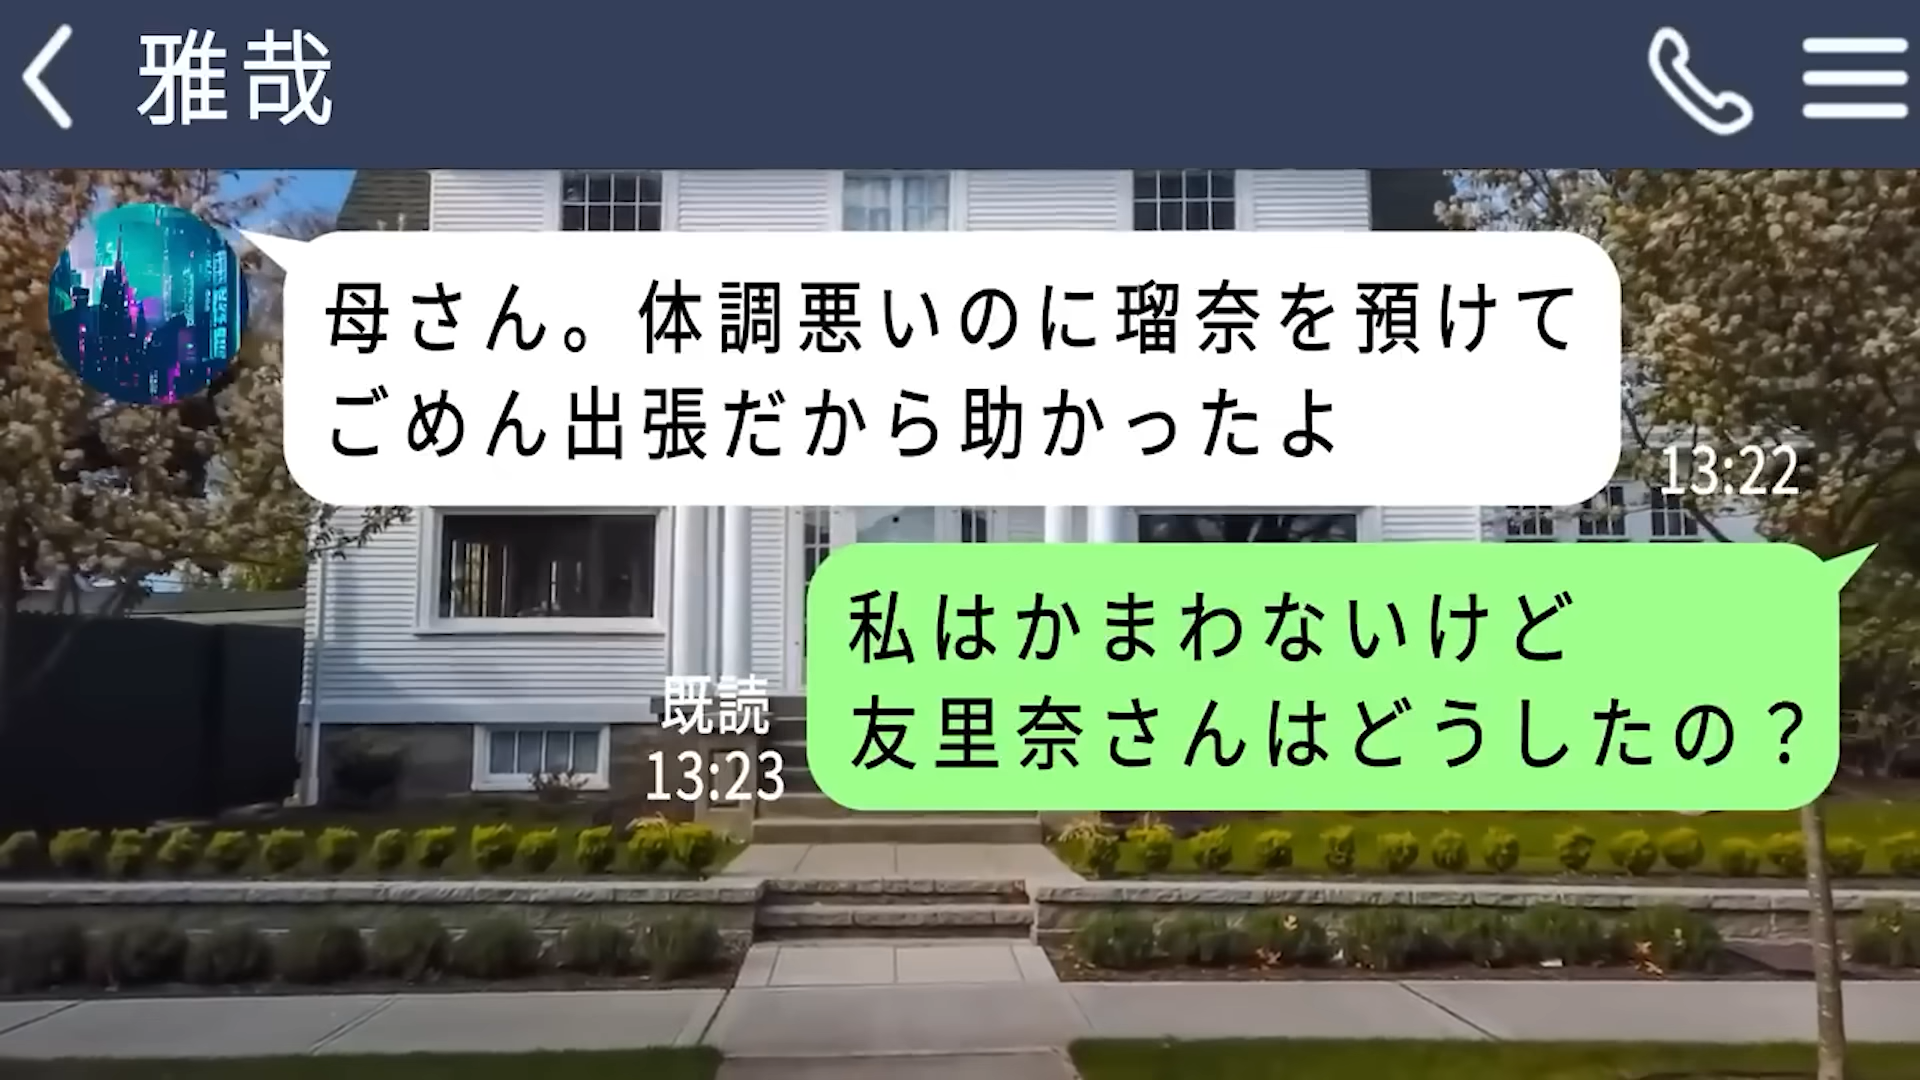 雅哉
母さん。体調悪いのに瑠奈を預けて
ごめん出張だから助かったよ
13:22
私はかまわないけど
友里奈さんはどうしたの？
既読
13:23